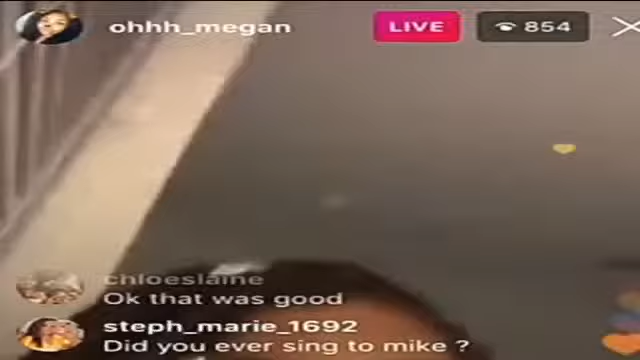 ohhh_megan LIVE 854
chloeslaine
Ok that was good
steph_marie_1692
Did you ever sing to mike ?